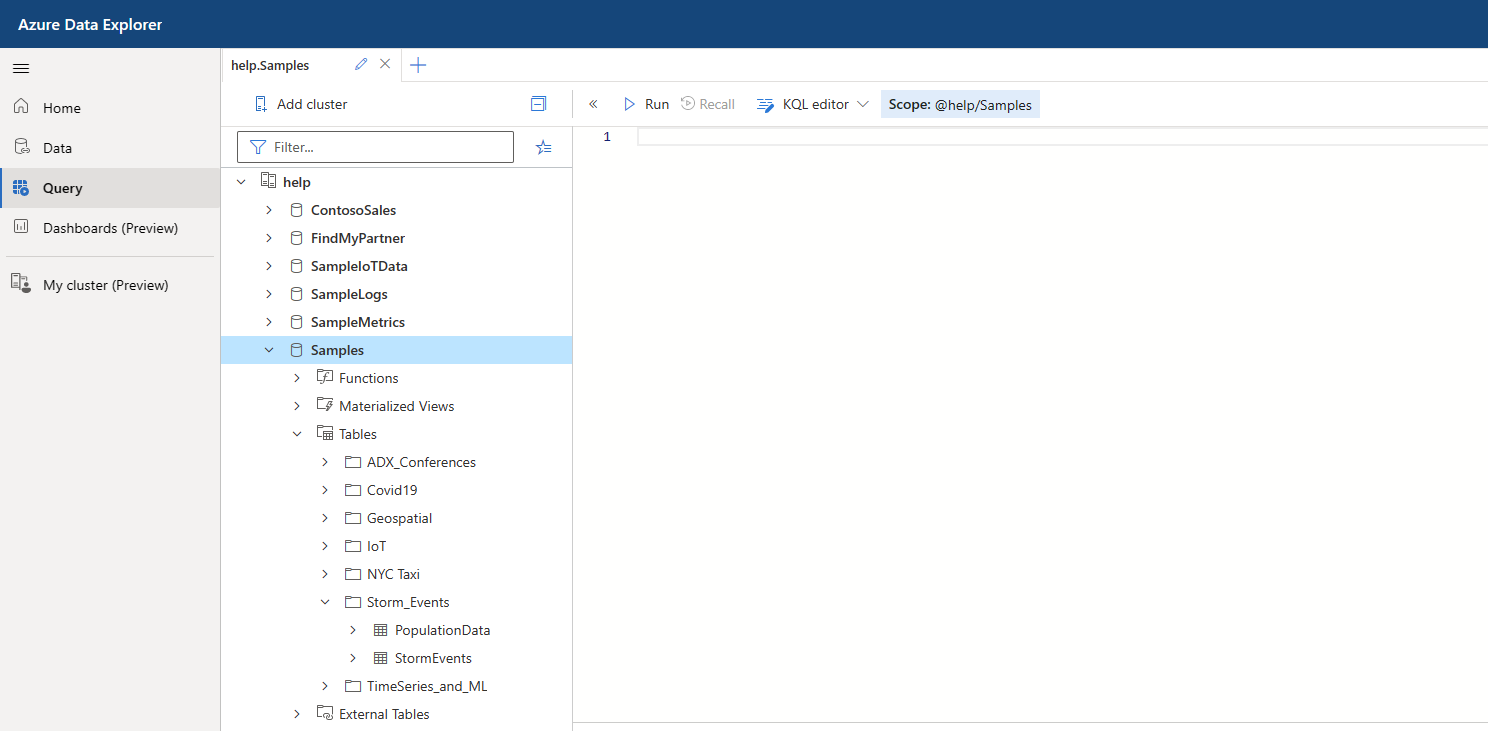 Azure Data Explorer
help.Samples
Home
Data
Query
Dashboards (Preview)
My cluster (Preview)
Add cluster
Filter...
help
ContosoSales
FindMyPartner
SampleIoTData
SampleLogs
SampleMetrics
Samples
Functions
Materialized Views
Tables
ADX_Conferences
Covid19
Geospatial
IoT
NYC Taxi
Storm_Events
PopulationData
StormEvents
TimeSeries_and_ML
External Tables
Run Recall KQL editor Scope: @help/Samples
1